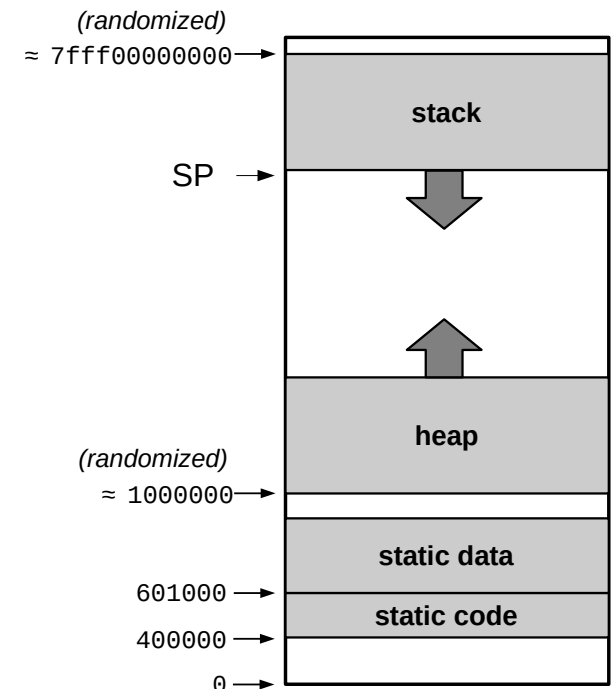 (randomized)
≈ 7fff00000000
stack
SP
heap
(randomized)
≈ 1000000
static data
601000
static code
400000
0